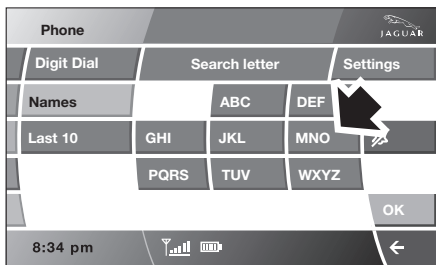 Phone
JAGUAR
Digit Dial Search letter Settings
Names ABC DEF
Last 10 GHI JKL MNO
PQRS TUV WXYZ
OK
8:34 pm